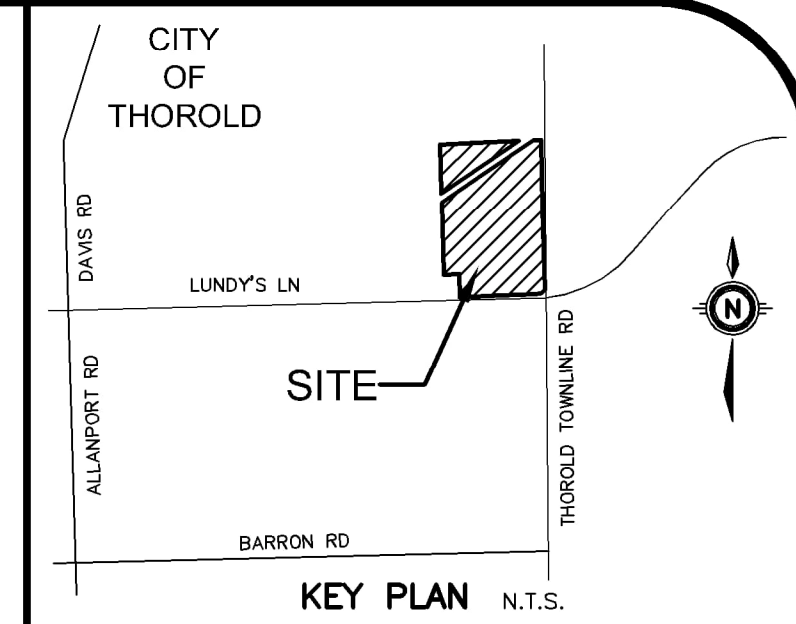 CITY
OF
THOROLD
DAVIS RD
LUNDY'S LN
N
SITE
THOROLD TOWNLINE RD
ALLANPORT RD
BARRON RD
KEY PLAN N.T.S.